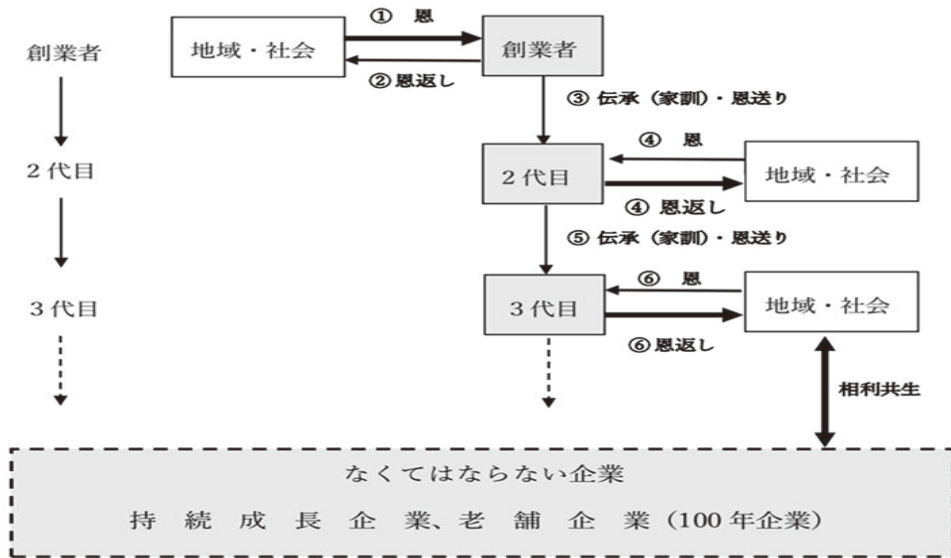 ① 恩
創業者
地域・社会
創業者
② 恩返し
③ 伝承（家訓）・恩送り
④ 恩
2代目
2代目
地域・社会
④ 恩返し
⑤ 伝承（家訓）・恩送り
⑥ 恩
3代目
3代目
地域・社会
⑥ 恩返し
相利共生
なくてはならない企業
持続成長企業、老舗企業（100年企業）